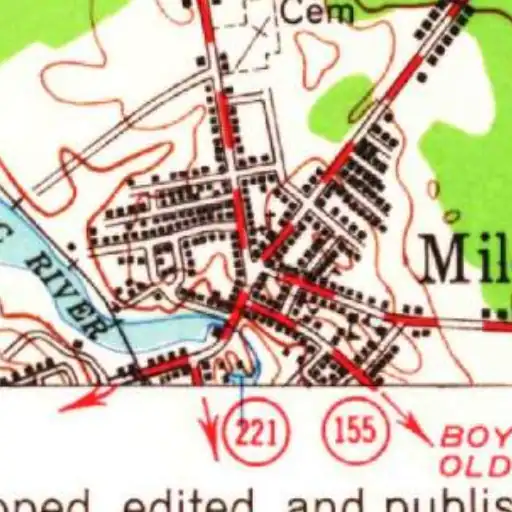 Cem
C RIVER
Mil
221
155
BOY
OLD
oped, edited, and publis